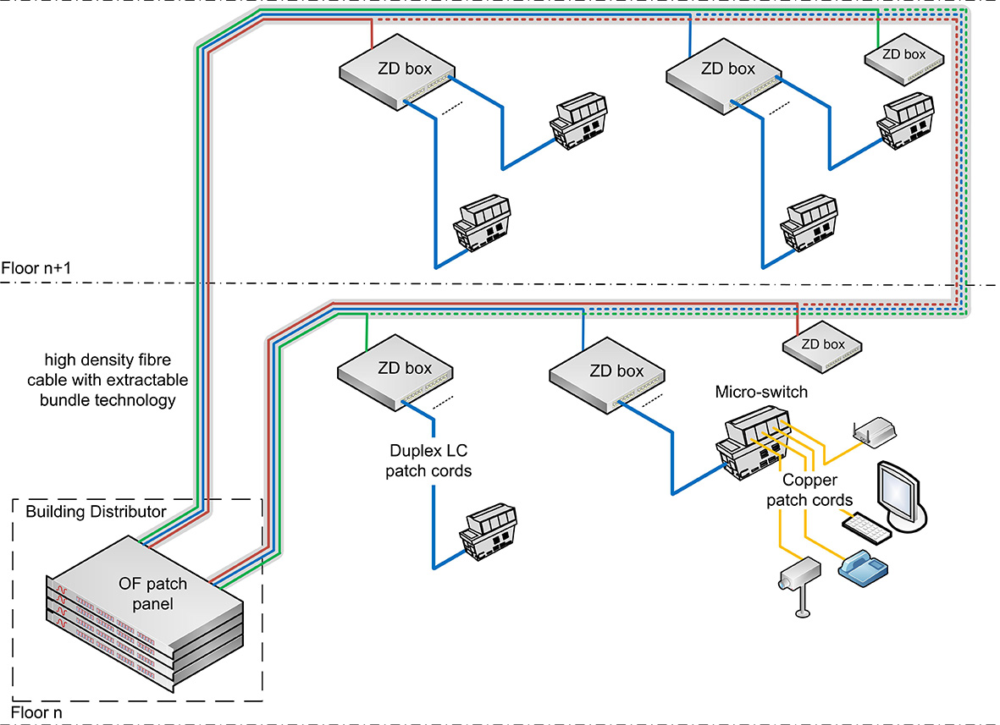 ZD box
ZD box
ZD box
Floor n+1
high density fibre
cable with extractable
bundle technology
ZD box
ZD box
ZD box
Micro-switch
Duplex LC
patch cords
Copper
patch cords
Building Distributor
OF patch
panel
Floor n